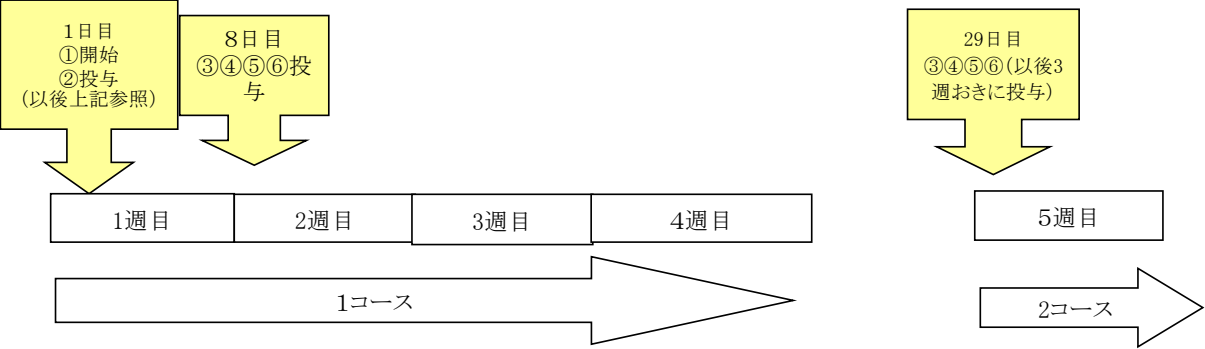 1日目
①開始
②投与
(以後上記参照)
8日目
③④⑤⑥投
与
29日目
③④⑤⑥(以後3
週おきに投与)
1週目
2週目
3週目
4週目
5週目
1コース
2コース